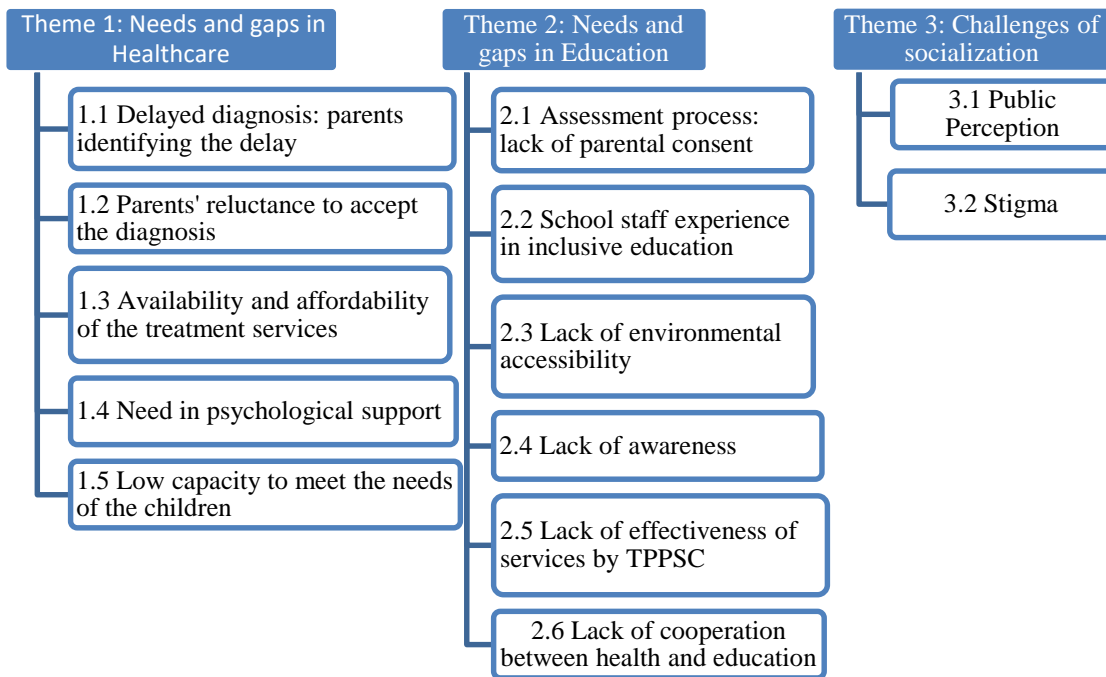 Theme 1: Needs and gaps in
Healthcare
1.1 Delayed diagnosis: parents
identifying the delay
1.2 Parents' reluctance to accept
the diagnosis
1.3 Availability and affordability
of the treatment services
1.4 Need in psychological support
1.5 Low capacity to meet the needs
of the children
Theme 2: Needs and
gaps in Education
2.1 Assessment process:
lack of parental consent
2.2 School staff experience
in inclusive education
2.3 Lack of environmental
accessibility
2.4 Lack of awareness
2.5 Lack of effectiveness of
services by TPPSC
2.6 Lack of cooperation
between health and education
Theme 3: Challenges of
socialization
3.1 Public
Perception
3.2 Stigma